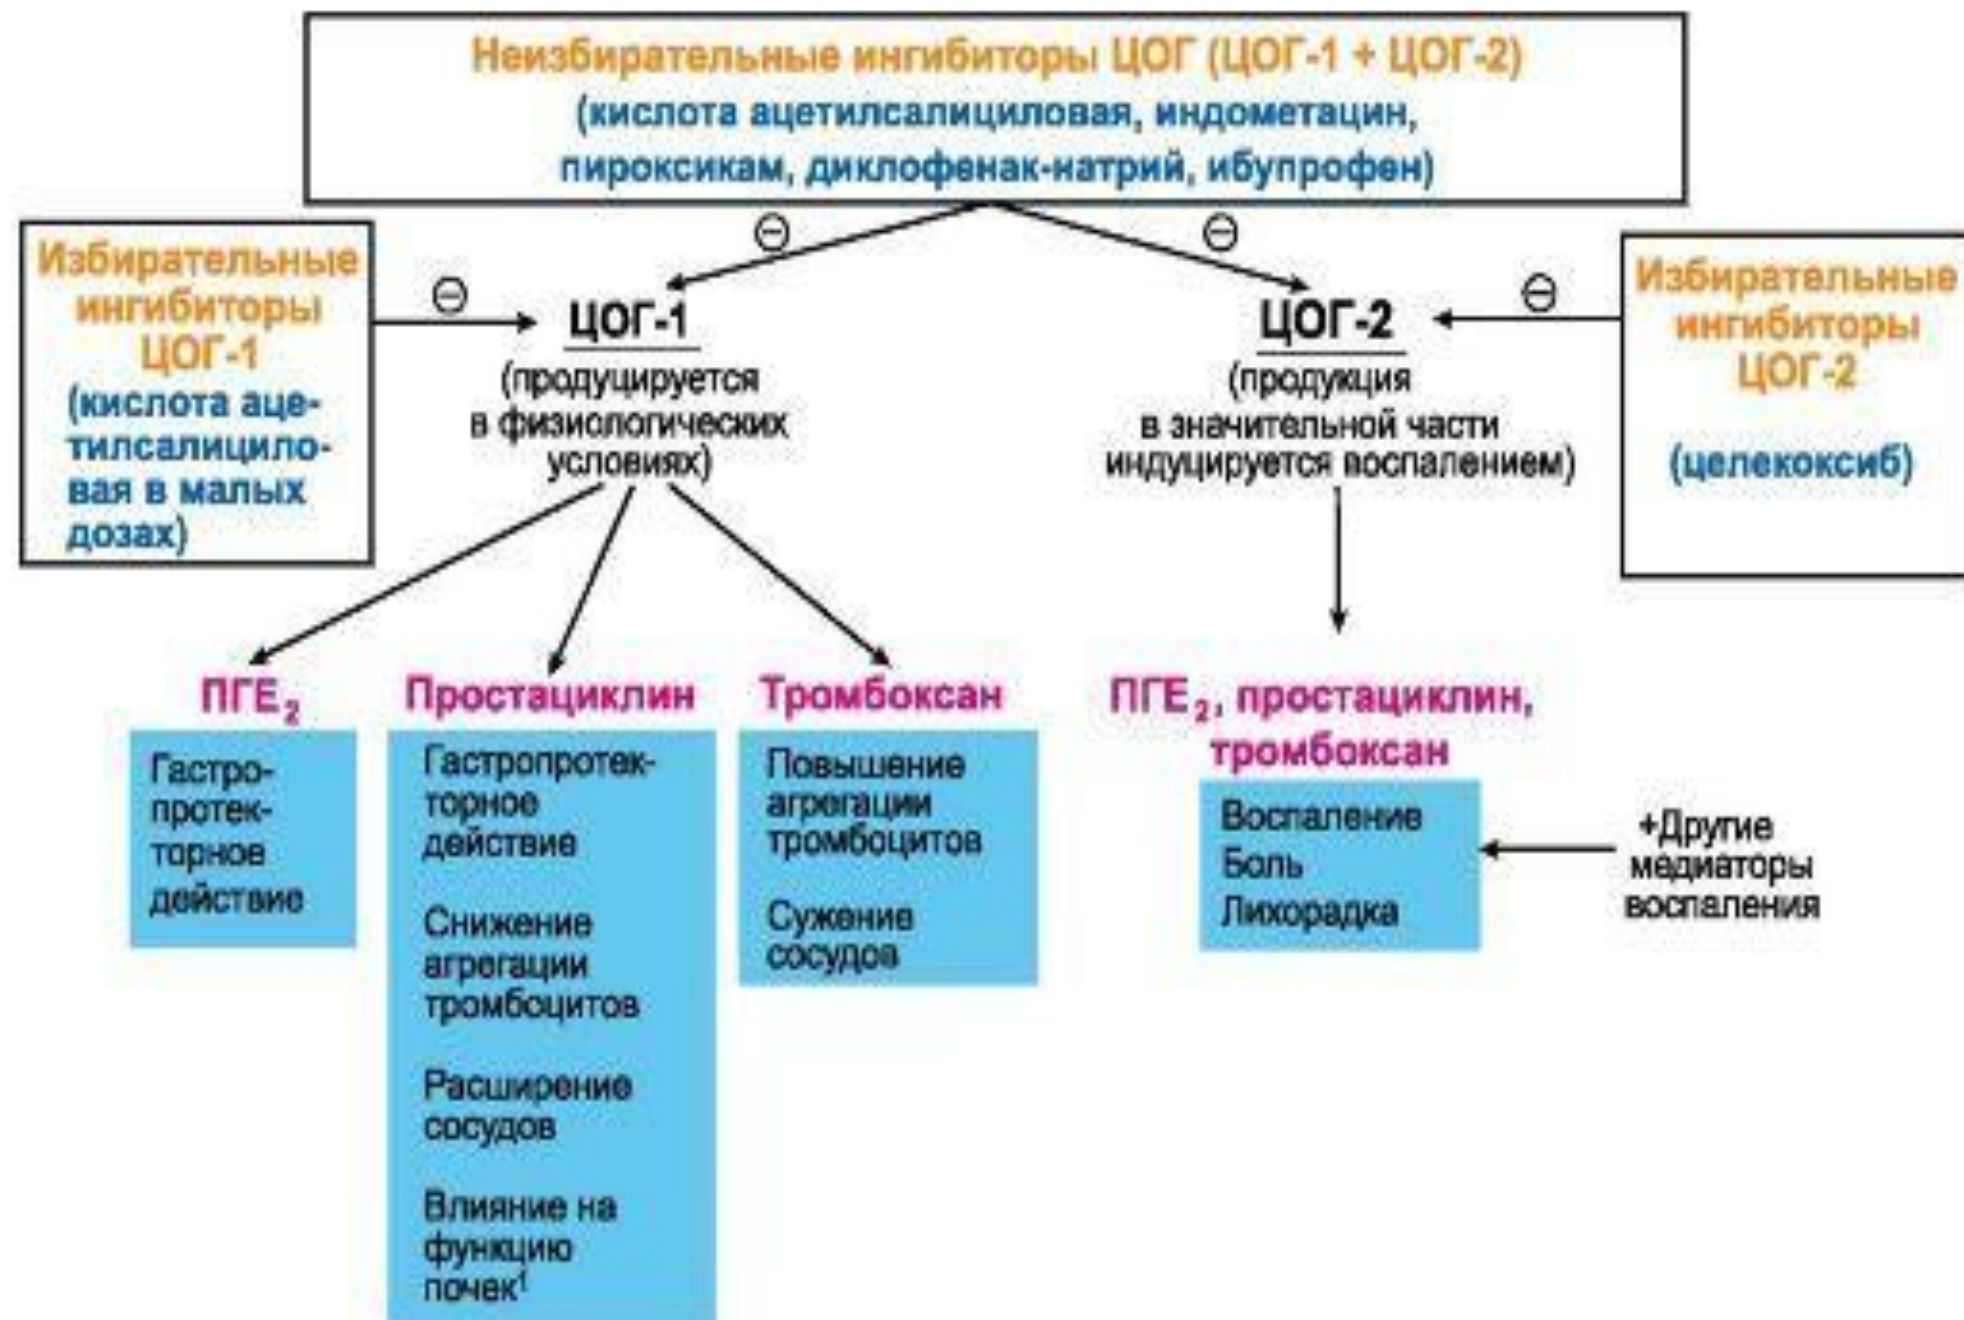 Неизбирательные ингибиторы ЦОГ (ЦОГ-1 + ЦОГ-2)
(кислота ацетилсалициловая, индометацин,
пироксикам, диклофенак-натрий, ибупрофен)
Избирательные
ингибиторы
ЦОГ-1
(кислота аце-
тилсалицило-
вая в малых
дозах)
⊖
⊖
⊖
⊖
ЦОГ-1
(продуцируется
в физиологических
условиях)
ЦОГ-2
(продукция
в значительной части
индуцируется воспалением)
Избирательные
ингибиторы
ЦОГ-2
(целекоксиб)
ПГЕ₂
Гастро-
протек-
торное
действие
Простациклин
Гастропротек-
торное
действие
Снижение
агрегации
тромбоцитов
Расширение
сосудов
Влияние на
функцию
почек¹
Тромбоксан
Повышение
агрегации
тромбоцитов
Сужение
сосудов
ПГЕ₂, простациклин,
тромбоксан
Воспаление
Боль
Лихорадка
+Другие
медиаторы
воспаления